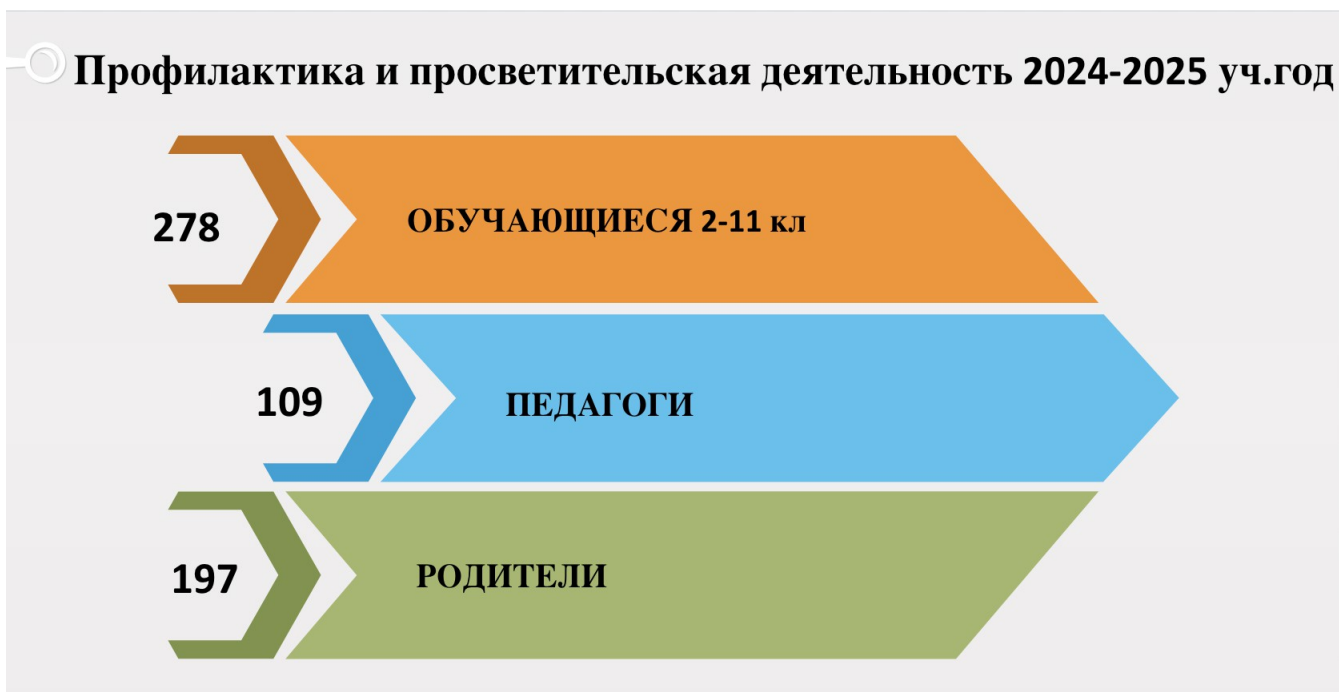 Профилактика и просветительская деятельность 2024-2025 уч.год
278
ОБУЧАЮЩИЕСЯ 2-11 кл
109
ПЕДАГОГИ
197
РОДИТЕЛИ